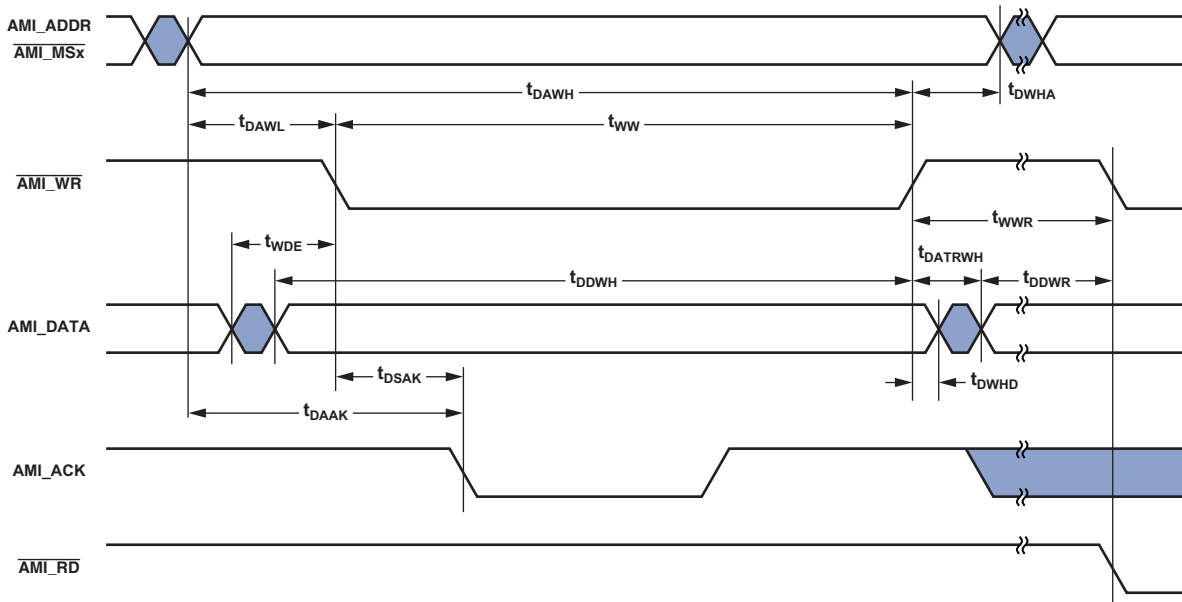 AMI_ADDR
AMI_MSx
tDAWH
tDWHA
tDAWL
tWW
AMI_WR
tWWR
tWDE
tDATRWH
tDDWH
tDDWR
AMI_DATA
tDSAK
tDWHD
tDAAK
AMI_ACK
AMI_RD